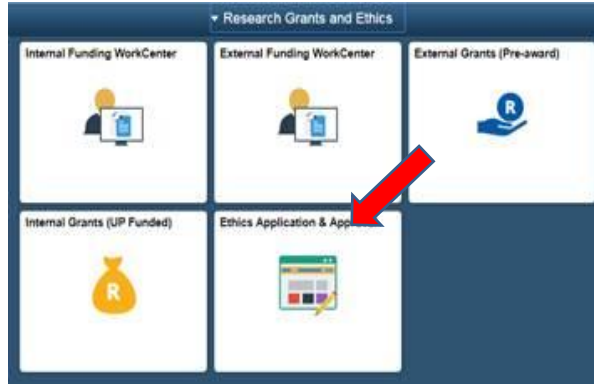 Research Grants and Ethics
Internal Funding WorkCenter
External Funding WorkCenter
External Grants (Pre-award)
R
Internal Grants (UP Funded)
Ethics Application &
R